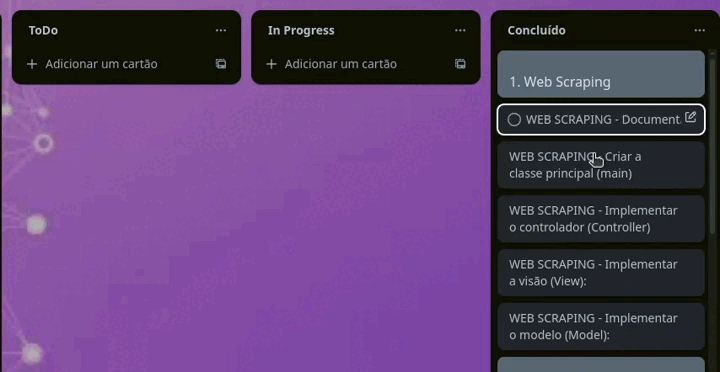 ToDo
In Progress
Concluído
+ Adicionar um cartão
+ Adicionar um cartão
1. Web Scraping
WEB SCRAPING - Document.
WEB SCRAPING - Criar a
classe principal (main)
WEB SCRAPING - Implementar
o controlador (Controller)
WEB SCRAPING - Implementar
a visão (View):
WEB SCRAPING - Implementar
o modelo (Model):